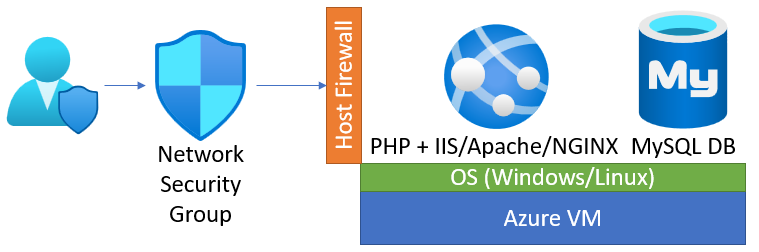 Network
Security
Group
Host Firewall
My
PHP + IIS/Apache/NGINX
MySQL DB
OS (Windows/Linux)
Azure VM